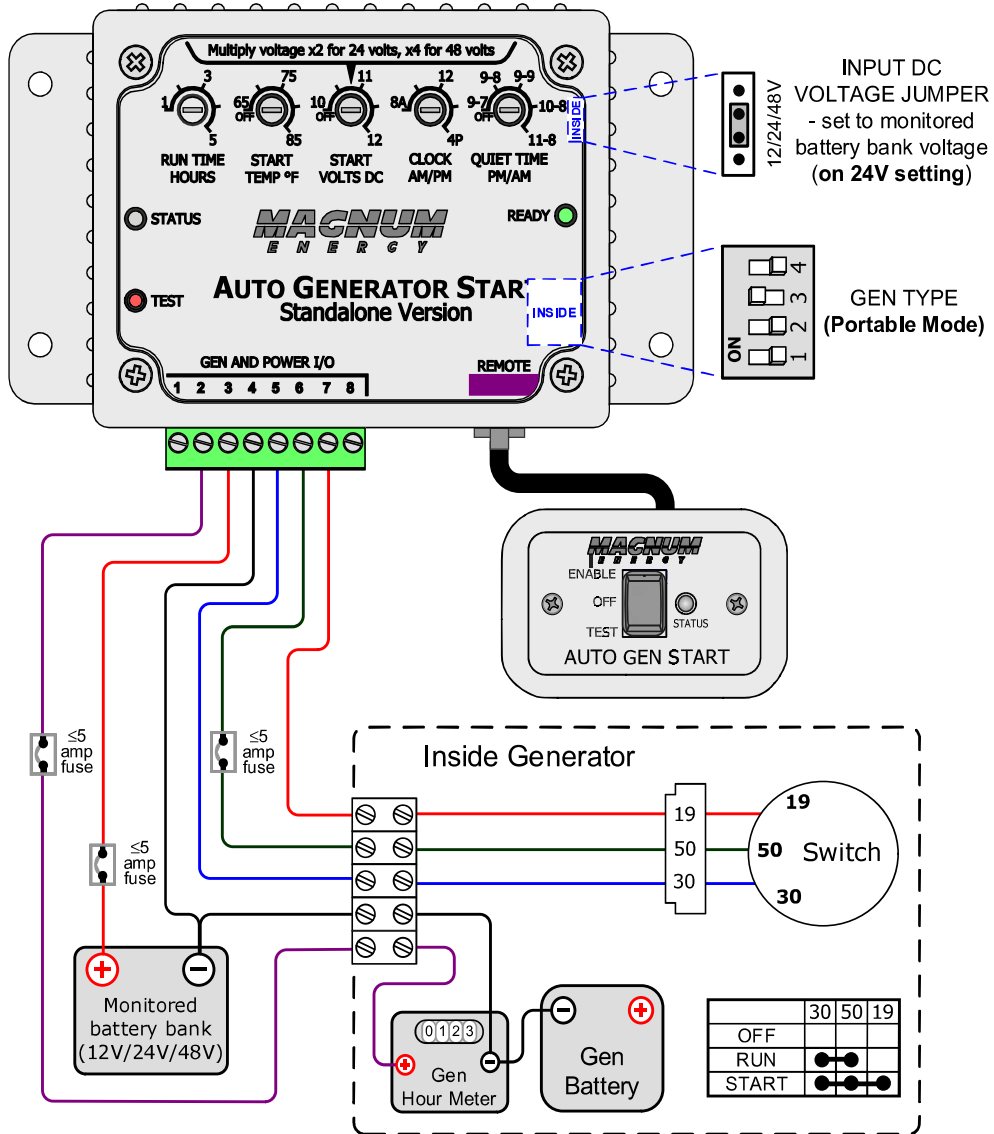 Multiply voltage x2 for 24 volts, x4 for 48 volts
1 3 5
RUN TIME
HOURS
65 OFF 75 85
START
TEMP ºF
10 OFF 11 12
START
VOLTS DC
8A 12 4P
CLOCK
AM/PM
9-7 OFF 9-8 9-9 10-8 11-8
QUIET TIME
PM/AM
INSIDE
STATUS
MAGNUM
ENERGY
READY
TEST
AUTO GENERATOR STAR
Standalone Version
INSIDE
GEN AND POWER I/O
1 2 3 4 5 6 7 8
REMOTE
12/24/48V
INPUT DC
VOLTAGE JUMPER
- set to monitored
battery bank voltage
(on 24V setting)
ON
1 2 3 4
GEN TYPE
(Portable Mode)
MAGNUM
ENERGY
ENABLE
OFF
TEST
STATUS
AUTO GEN START
≤5
amp
fuse
≤5
amp
fuse
≤5
amp
fuse
Monitored
battery bank
(12V/24V/48V)
Inside Generator
19
50
30
19
50 Switch
30
0 1 2 3
Gen
Hour Meter
Gen
Battery
30 50 19
OFF
RUN
START